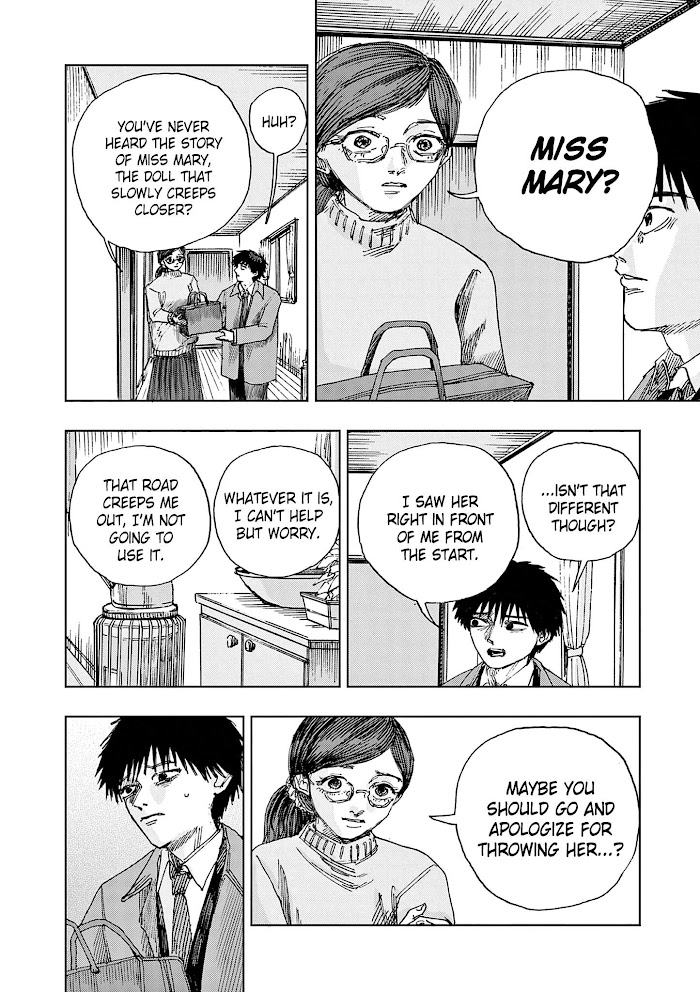 MISS
MARY?
HUH?
YOU'VE NEVER
HEARD THE STORY
OF MISS MARY,
THE DOLL THAT
SLOWLY CREEPS
CLOSER?
...ISN'T THAT
DIFFERENT
THOUGH?
I SAW HER
RIGHT IN FRONT
OF ME FROM
THE START.
WHATEVER IT IS,
I CAN'T HELP
BUT WORRY.
THAT ROAD
CREEPS ME
OUT, I'M NOT
GOING TO
USE IT.
MAYBE YOU
SHOULD GO AND
APOLOGIZE FOR
THROWING HER...?